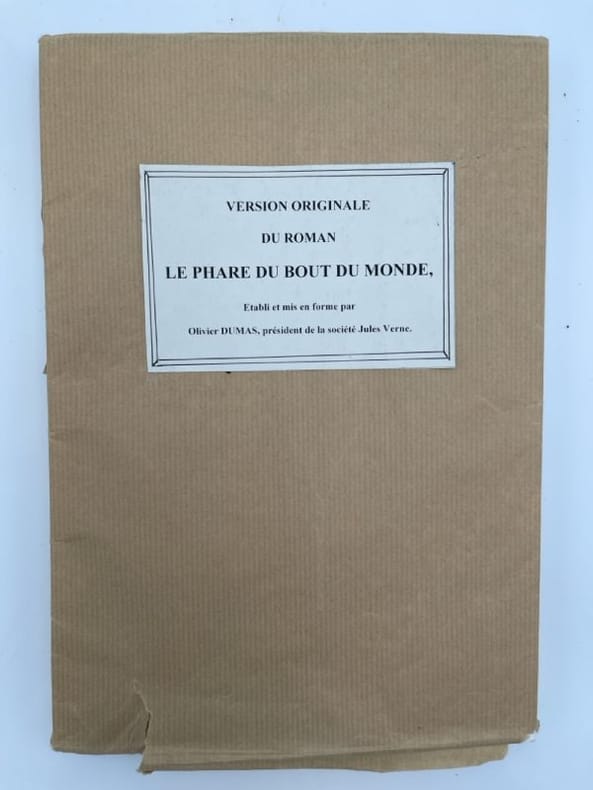 VERSION ORIGINALE
DU ROMAN
LE PHARE DU BOUT DU MONDE,
Etabli et mis en forme par
Olivier DUMAS, président de la société Jules Verne.